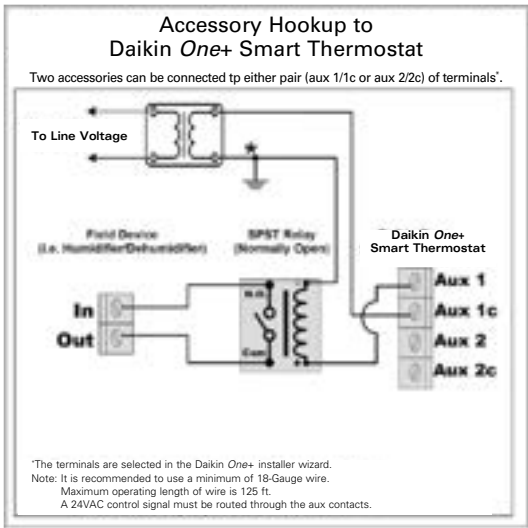 Accessory Hookup to
Daikin One+ Smart Thermostat
Two accessories can be connected tp either pair (aux 1/1c or aux 2/2c) of terminals*.
To Line Voltage
*
Field Device
(i.e. Humidifier/Dehumidifier)
SPST Relay
(Normally Open)
Daikin One+
Smart Thermostat
In
Out
N.O.
Com
Aux 1
Aux 1c
Aux 2
Aux 2c
*The terminals are selected in the Daikin One+ installer wizard.
Note: It is recommended to use a minimum of 18-Gauge wire.
Maximum operating length of wire is 125 ft.
A 24VAC control signal must be routed through the aux contacts.